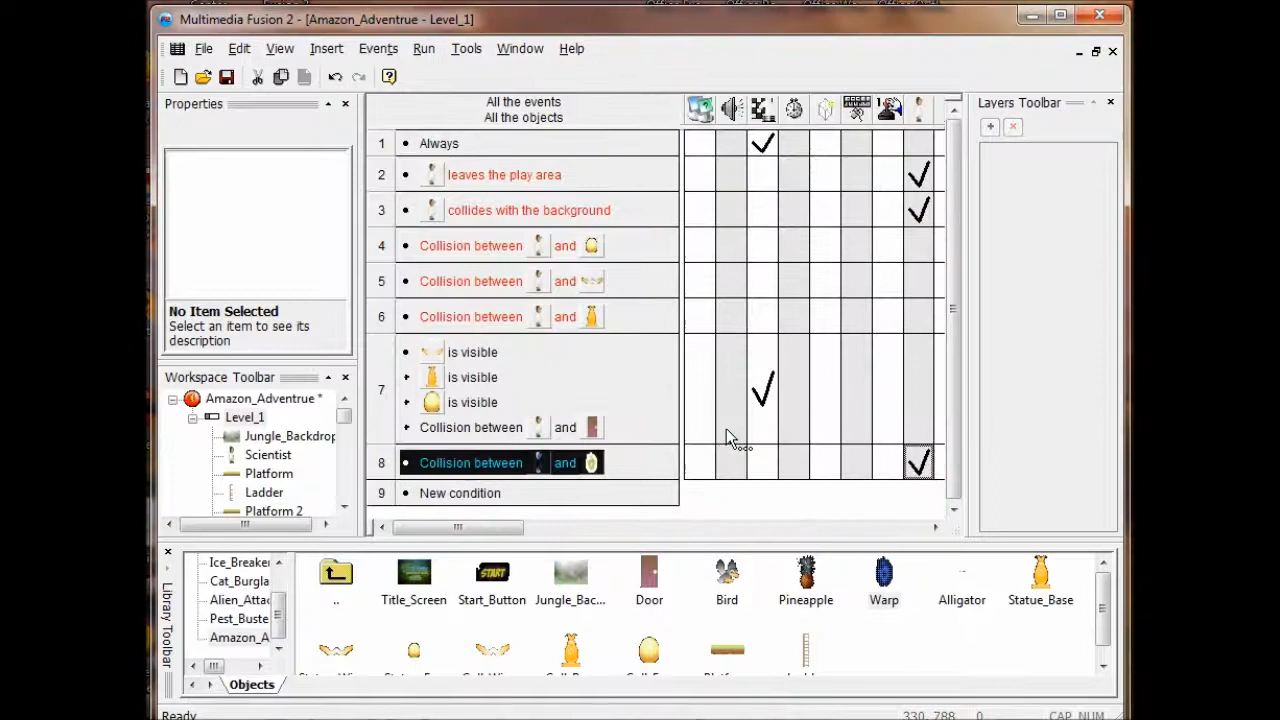 Multimedia Fusion 2 - [Amazon_Adventrue - Level_1]
File Edit View Insert Events Run Tools Window Help
Properties
All the events
All the objects
Layers Toolbar
1 Always
2 leaves the play area
3 collides with the background
4 Collision between and
5 Collision between and
6 Collision between and
7 is visible
is visible
is visible
Collision between and
8 Collision between and
9 New condition
No Item Selected
Select an item to see its
description
Workspace Toolbar
Amazon_Adventrue *
Level_1
Jungle_Backdrop
Scientist
Platform
Ladder
Platform 2
Library Toolbar
Ice_Breaker
Cat_Burgla
Alien_Attac
Pest_Buste
Amazon_A
Objects
.. Title_Screen Start_Button Jungle_Bac... Door Bird Pineapple Warp Alligator Statue_Base
Ready
330, 788 0 CAP NUM